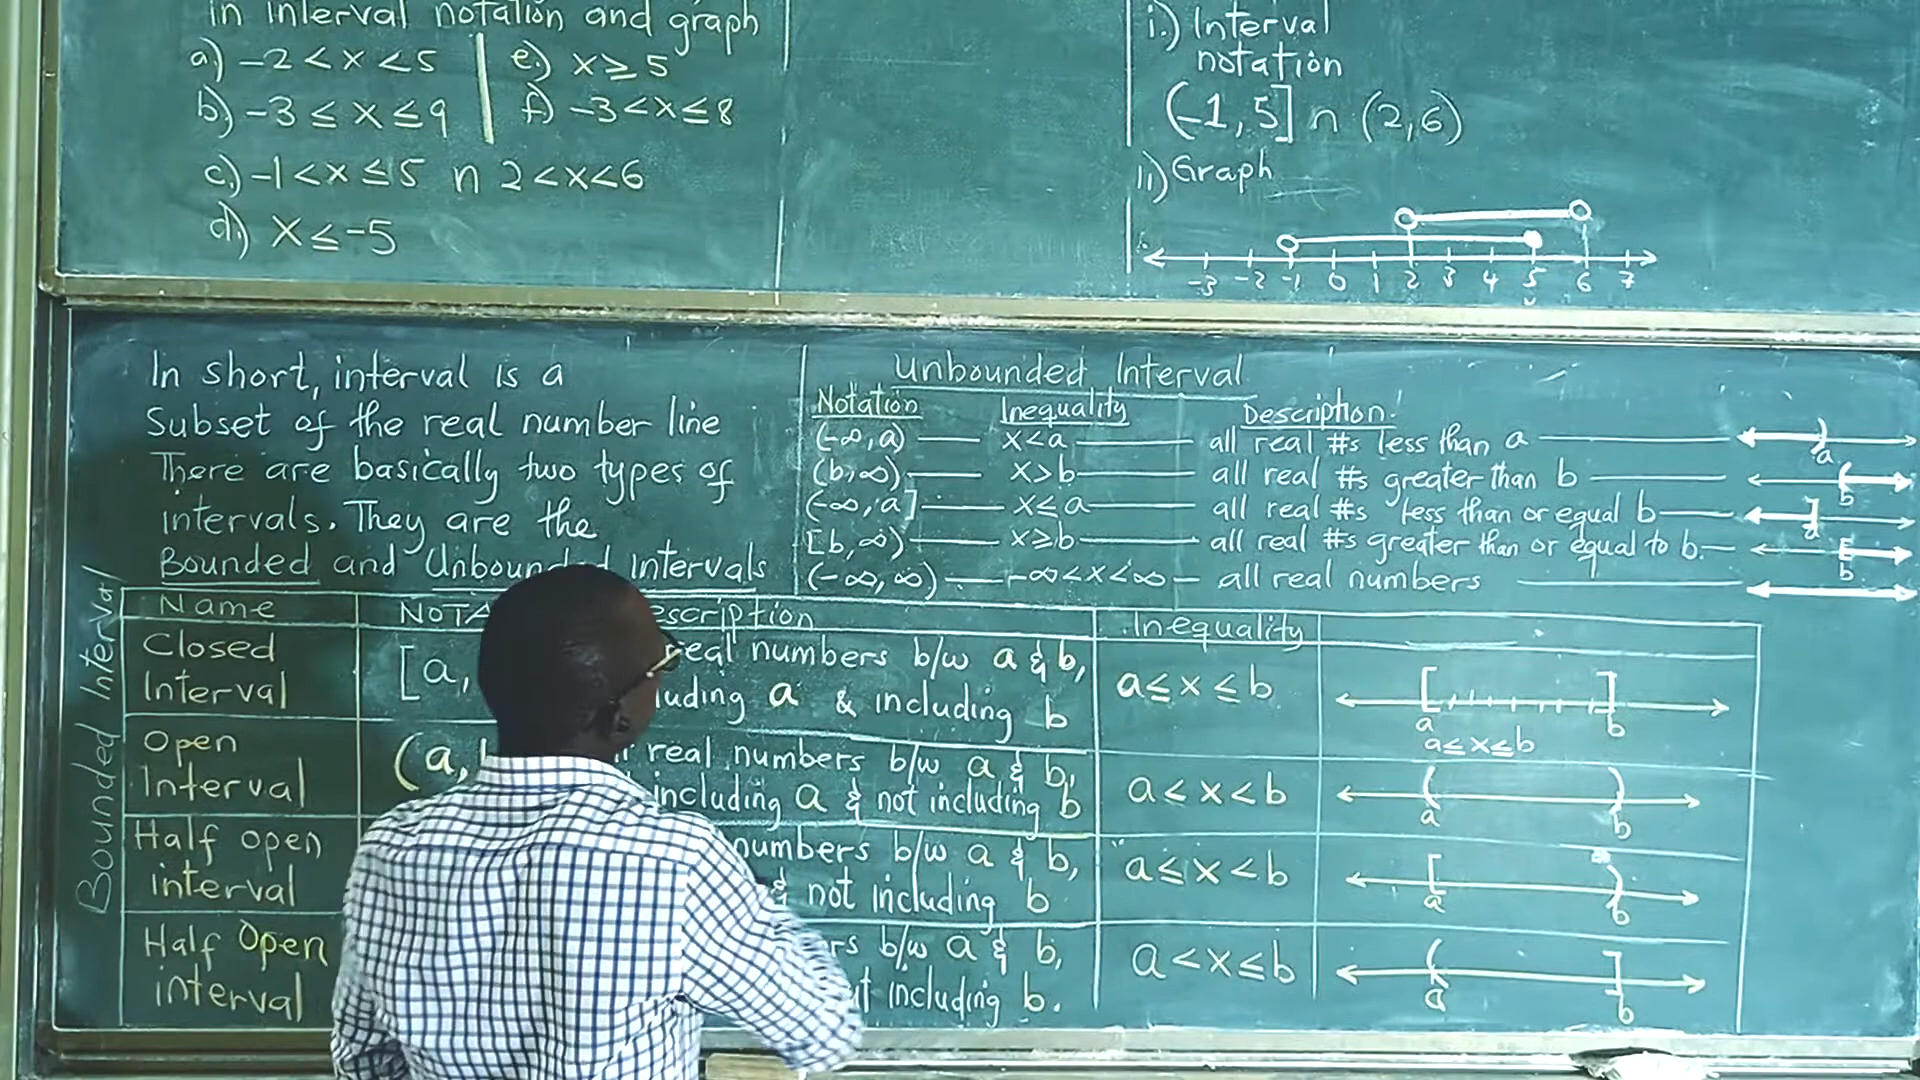 in interval notation and graph
a.) -2 < x < 5
e.) x ≥ 5
b.) -3 ≤ x ≤ 9
f.) -3 < x ≤ 8
c.) -1 < x ≤ 5 n 2 < x < 6
d.) x ≤ -5
i.) Interval
notation
(-1, 5] n (2, 6)
ii) Graph
-3 -2 -1 0 1 2 3 4 5 6 7
In short, interval is a
Subset of the real number line
There are basically two types of
intervals. They are the
Bounded and Unbounded Intervals
Unbounded Interval
Notation Inequality Description
(-∞, a) x < a all real #s less than a
a
(b, ∞) x > b all real #s greater than b
b
(-∞, a] x ≤ a all real #s less than or equal b
a
[b, ∞) x ≥ b all real #s greater than or equal to b.
b
(-∞, ∞) -∞ < x < ∞ all real numbers
Bounded Interval
Name NOTA escription Inequality
Closed
Interval
[a,
real numbers b/w a & b,
luding a & including b
a ≤ x ≤ b
a b
a ≤ x ≤ b
Open
Interval
(a,
real numbers b/w a & b,
including a & not including b
a < x < b
a b
Half open
interval
numbers b/w a & b,
& not including b
a ≤ x < b
a b
Half Open
interval
rs b/w a & b,
ut including b.
a < x ≤ b
a b